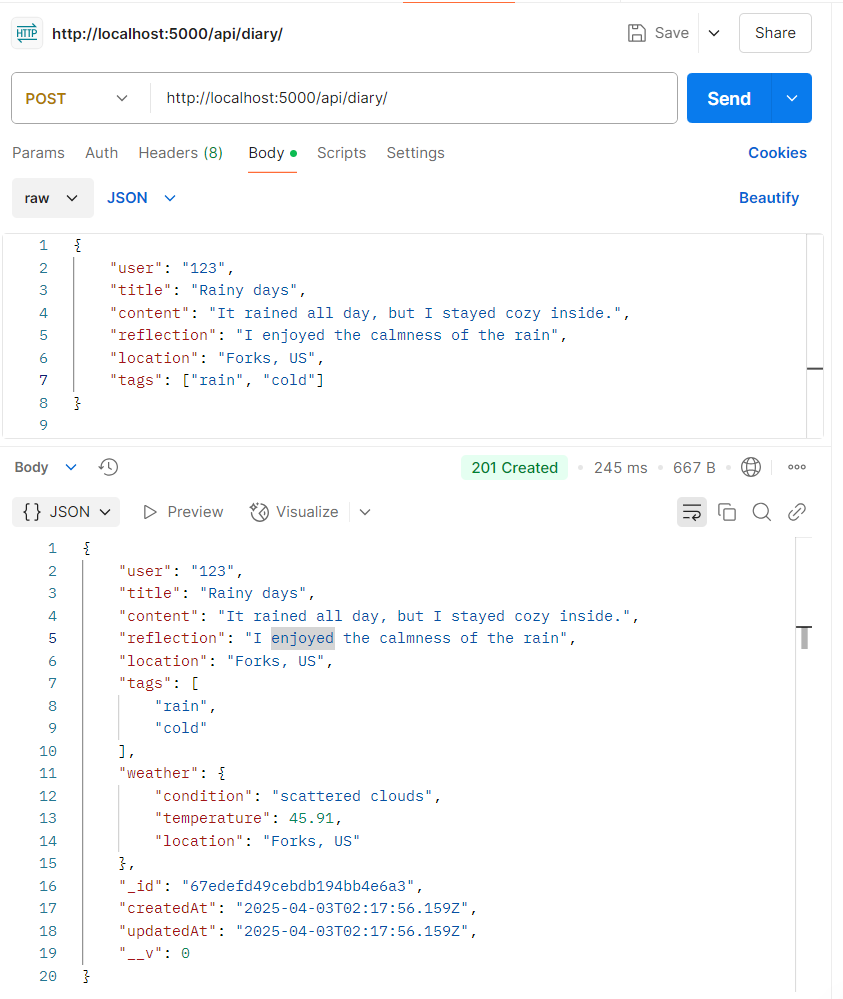 HTTP http://localhost:5000/api/diary/ Save Share
POST http://localhost:5000/api/diary/ Send
Params Auth Headers (8) Body Scripts Settings Cookies
raw JSON Beautify
1 {
2 "user": "123",
3 "title": "Rainy days",
4 "content": "It rained all day, but I stayed cozy inside.",
5 "reflection": "I enjoyed the calmness of the rain",
6 "location": "Forks, US",
7 "tags": ["rain", "cold"]
8 }
9
Body 201 Created 245 ms 667 B
{} JSON Preview Visualize
1 {
2 "user": "123",
3 "title": "Rainy days",
4 "content": "It rained all day, but I stayed cozy inside.",
5 "reflection": "I enjoyed the calmness of the rain",
6 "location": "Forks, US",
7 "tags": [
8 "rain",
9 "cold"
10 ],
11 "weather": {
12 "condition": "scattered clouds",
13 "temperature": 45.91,
14 "location": "Forks, US"
15 },
16 "_id": "67edefd49cebdb194bb4e6a3",
17 "createdAt": "2025-04-03T02:17:56.159Z",
18 "updatedAt": "2025-04-03T02:17:56.159Z",
19 "__v": 0
20 }